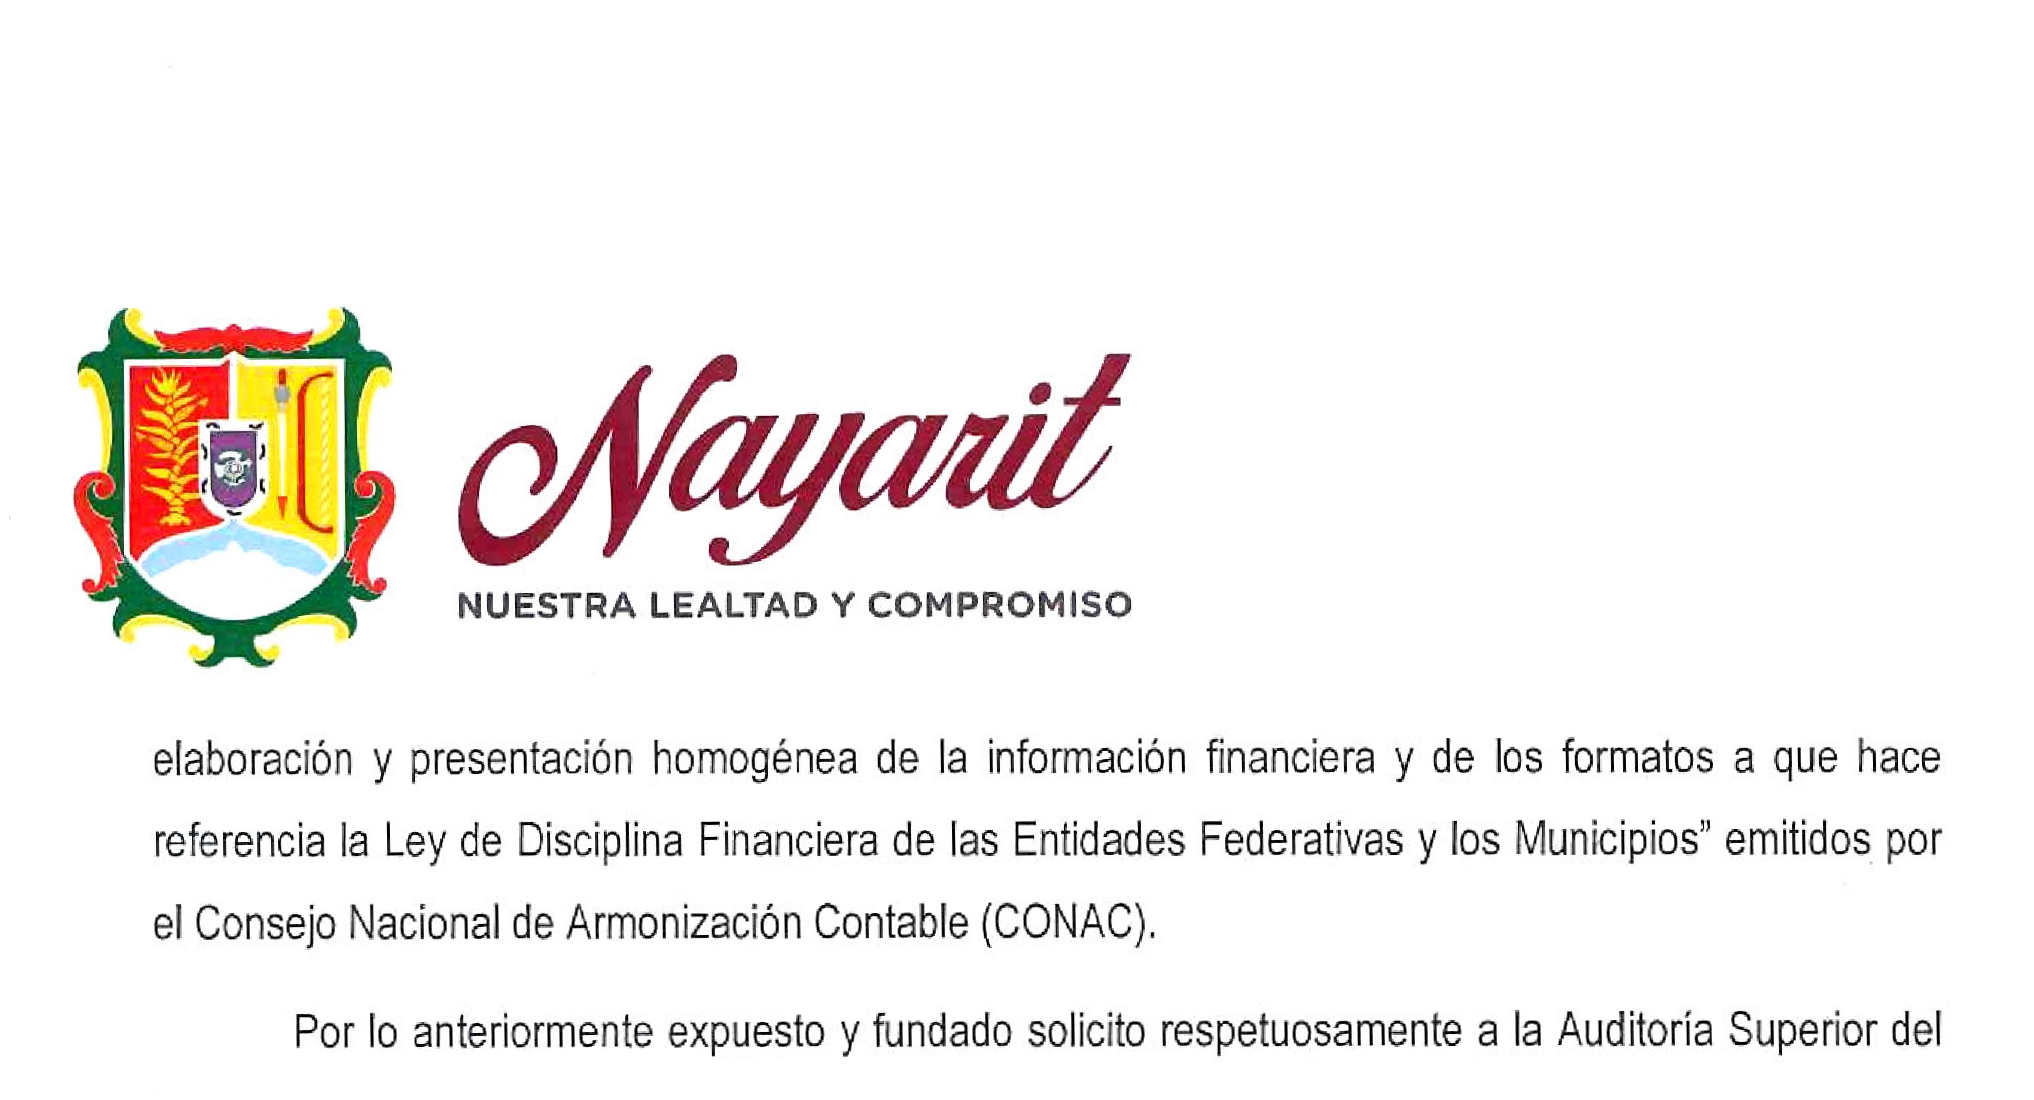 Nayarit
NUESTRA LEALTAD Y COMPROMISO
elaboración y presentación homogénea de la información financiera y de los formatos a que hace
referencia la Ley de Disciplina Financiera de las Entidades Federativas y los Municipios” emitidos por
el Consejo Nacional de Armonización Contable (CONAC).
Por lo anteriormente expuesto y fundado solicito respetuosamente a la Auditoría Superior del